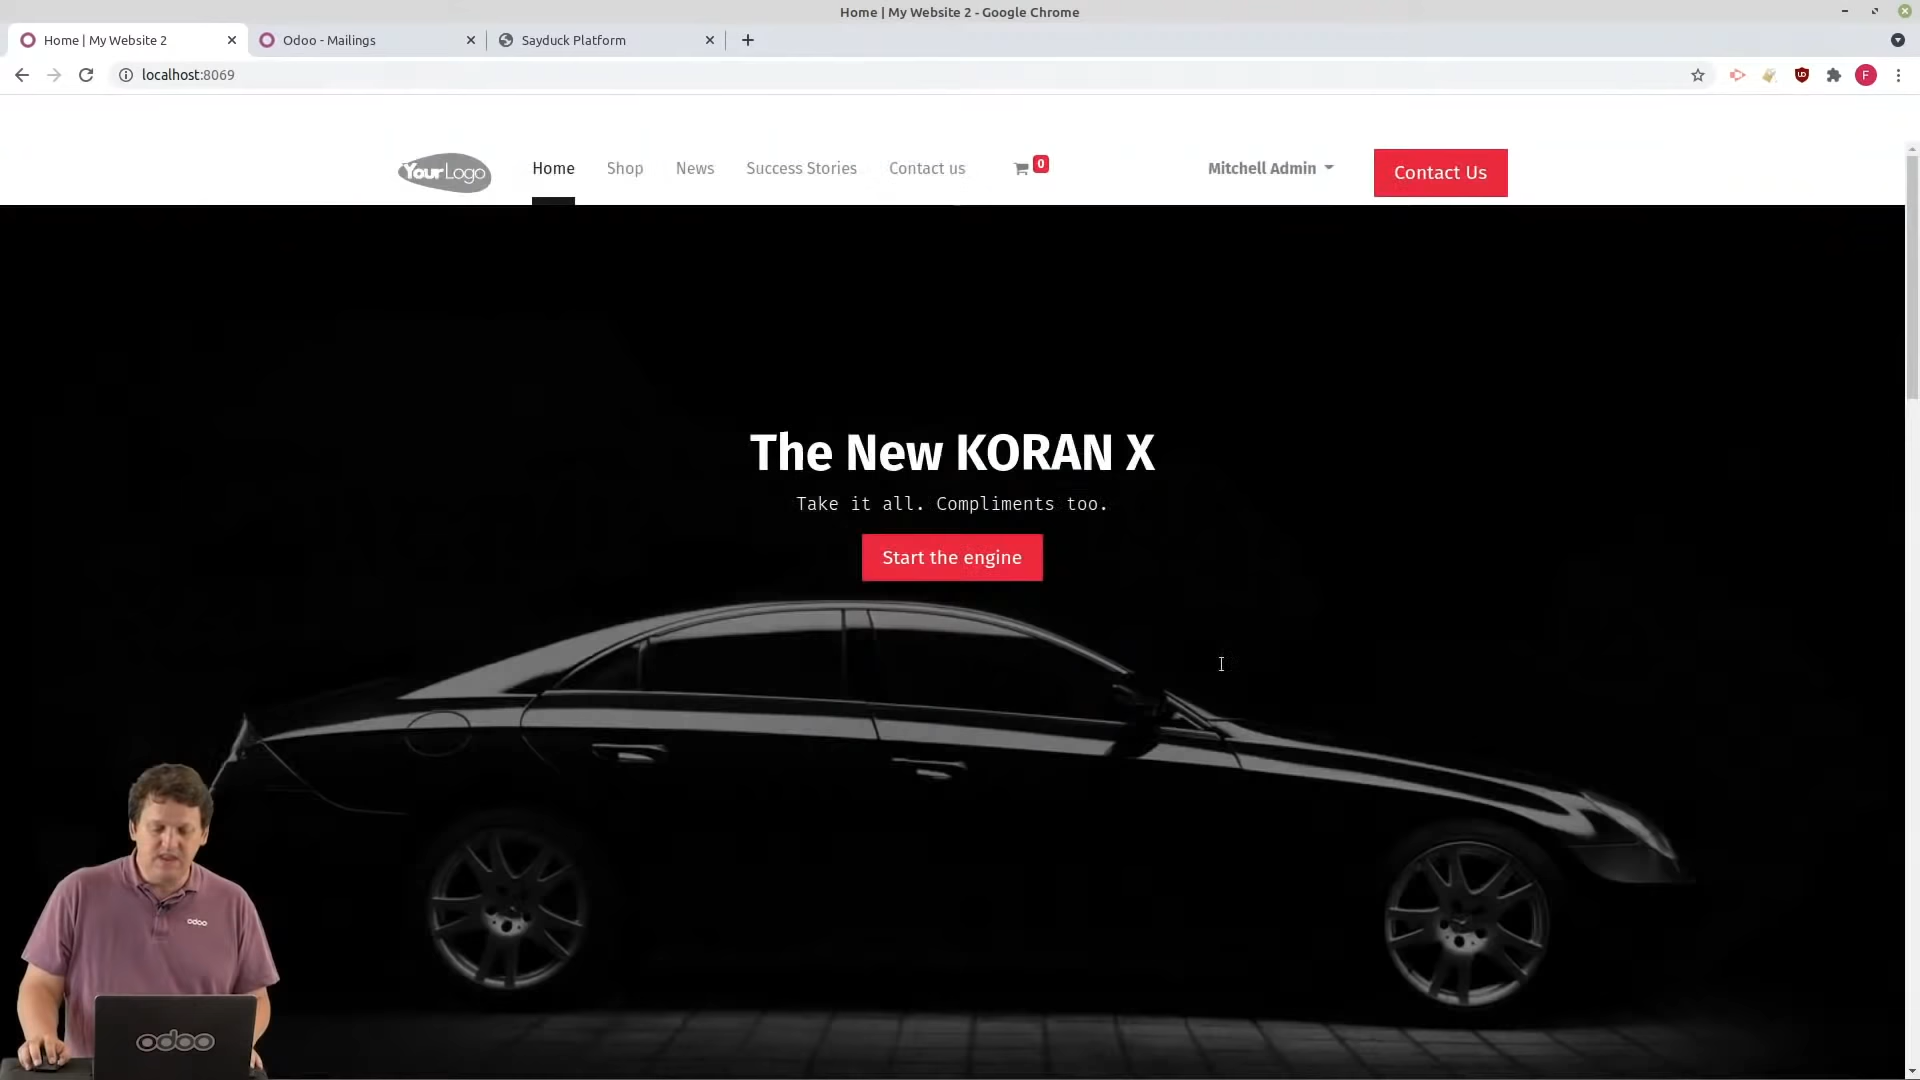 Home | My Website 2 - Google Chrome
Home | My Website 2
Odoo - Mailings
Sayduck Platform
localhost:8069
F
YourLogo
Home
Shop
News
Success Stories
Contact us
0
Mitchell Admin
Contact Us
The New KORAN X
Take it all. Compliments too.
Start the engine
odoo
odoo